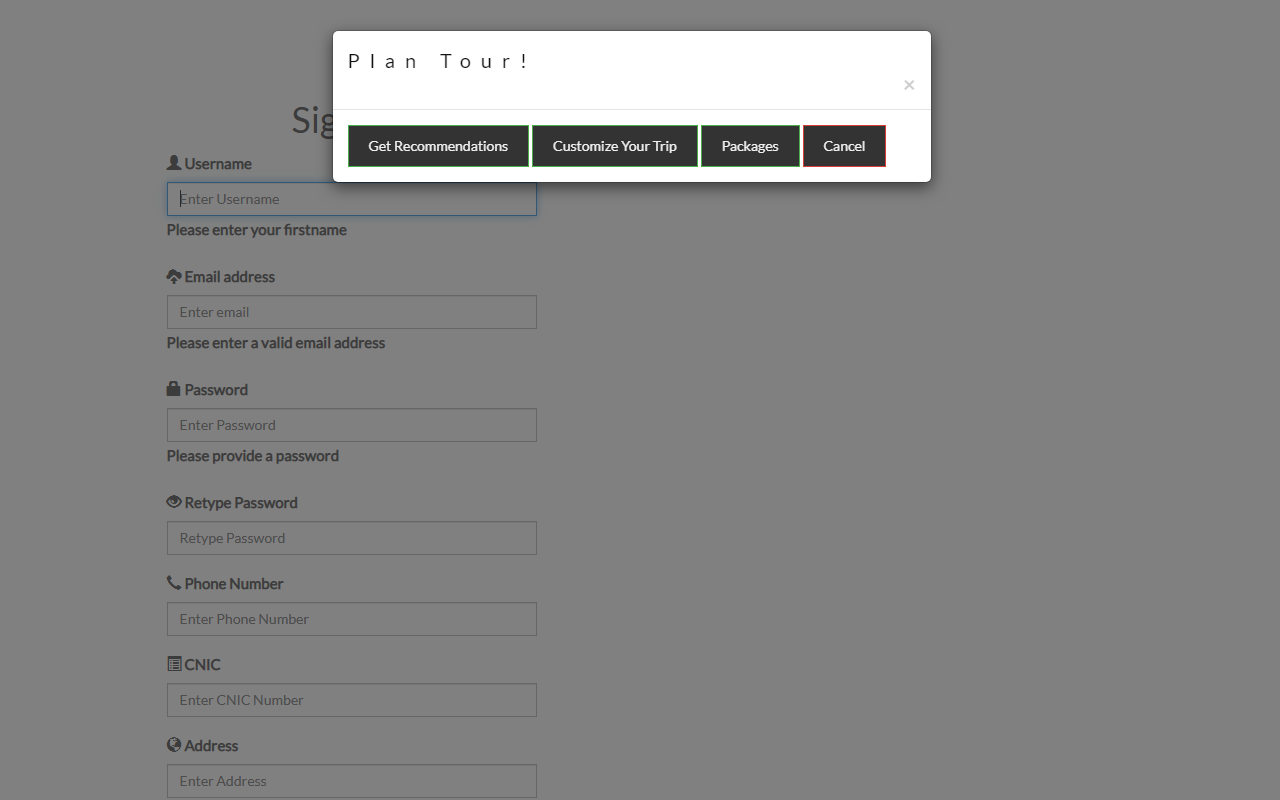 Plan Tour!
×
Get Recommendations Customize Your Trip Packages Cancel
Sig
Username
Enter Username
Please enter your firstname
Email address
Enter email
Please enter a valid email address
Password
Enter Password
Please provide a password
Retype Password
Retype Password
Phone Number
Enter Phone Number
CNIC
Enter CNIC Number
Address
Enter Address